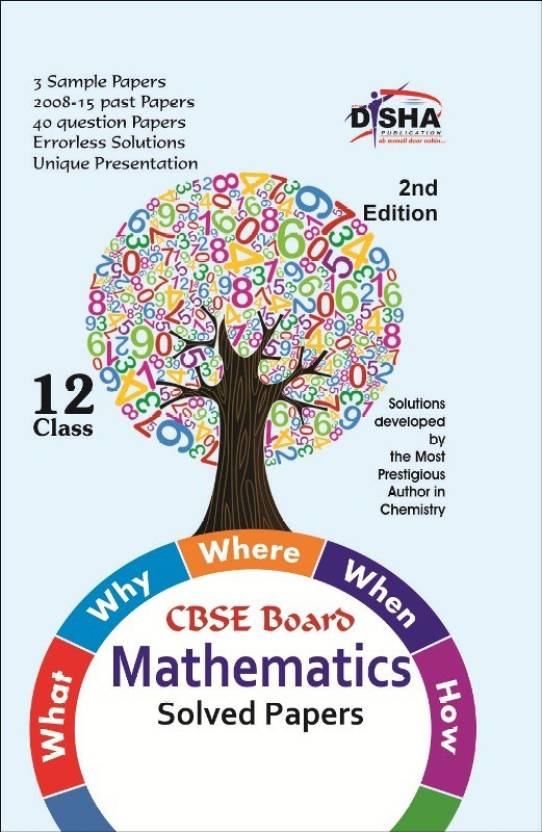 3 Sample Papers
2008-15 past Papers
40 question Papers
Errorless Solutions
Unique Presentation
DISHA
PUBLICATION
2nd
Edition
12
Class
Solutions
developed
by
the Most
Prestigious
Author in
Chemistry
What
Why
Where
When
How
CBSE Board
Mathematics
Solved Papers